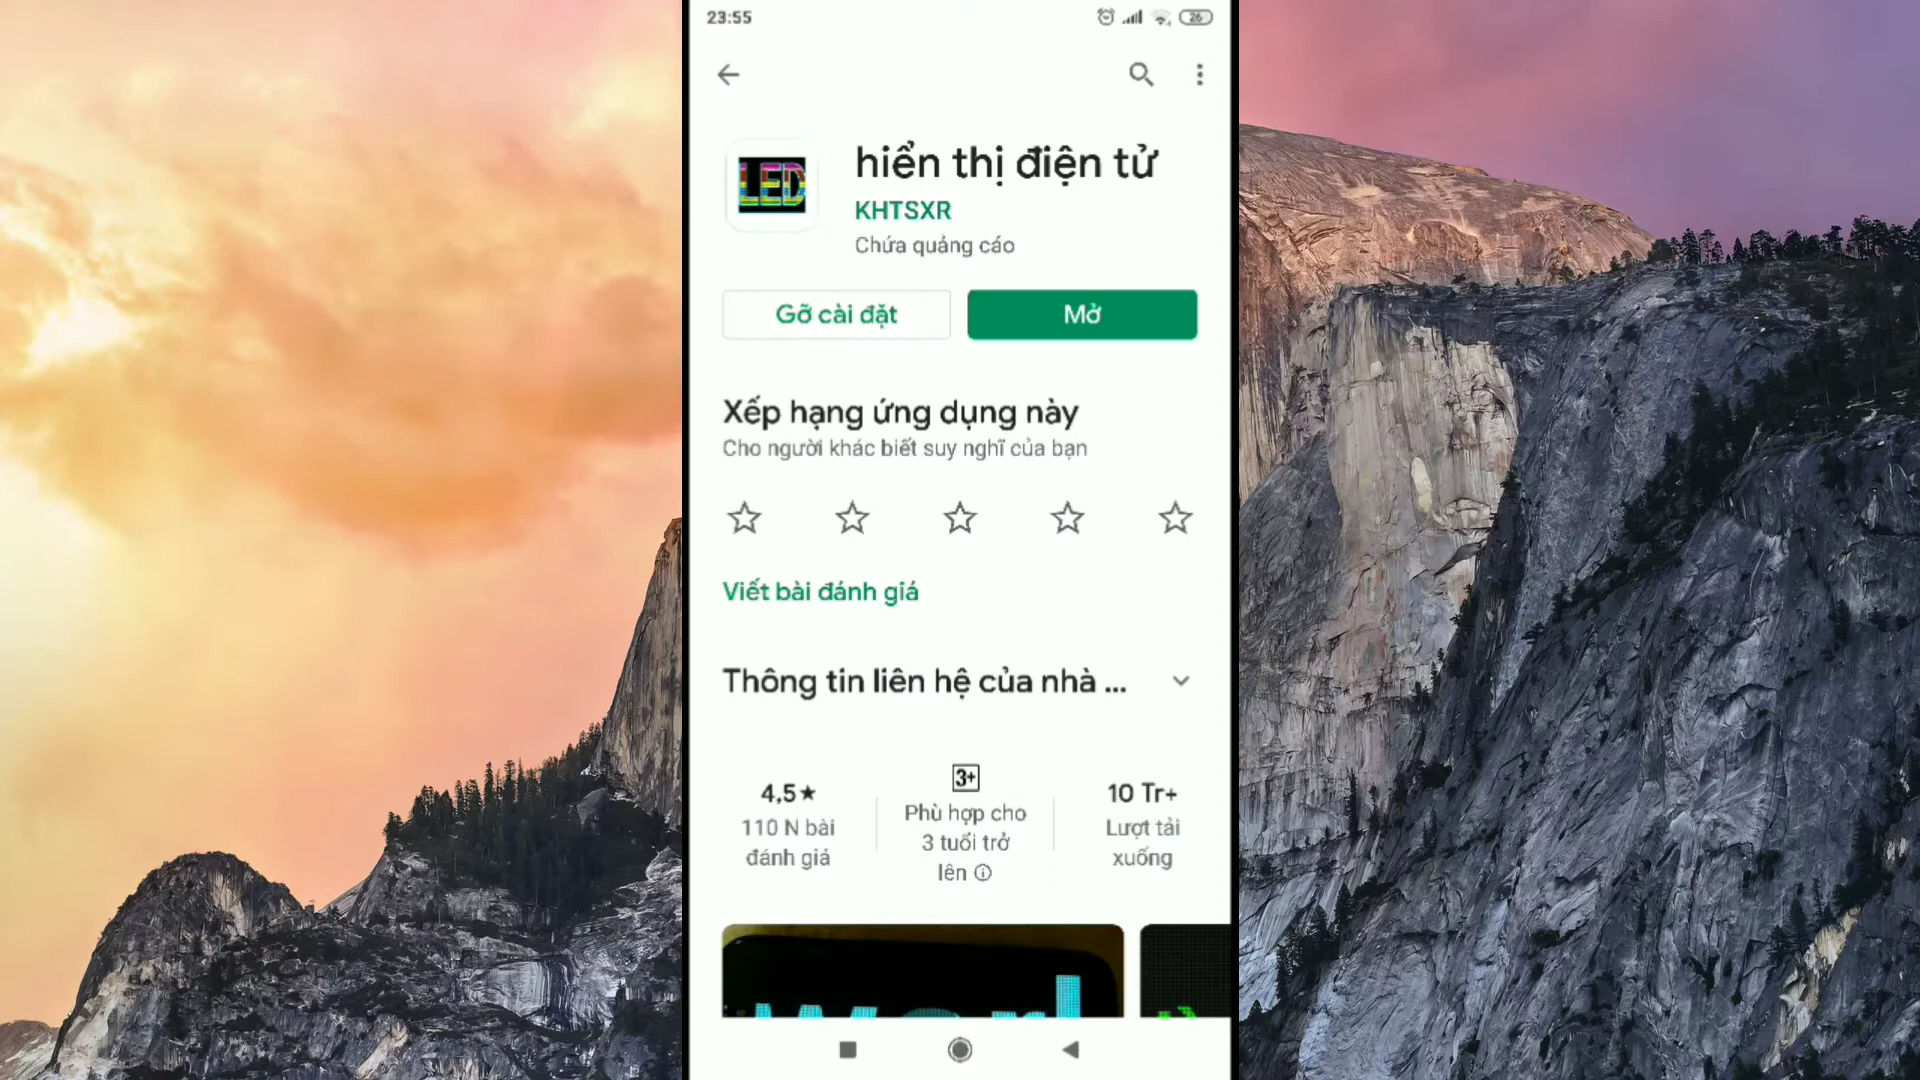 23:55
26
LED
hiển thị điện tử
KHTSXR
Chứa quảng cáo
Gỡ cài đặt
Mở
Xếp hạng ứng dụng này
Cho người khác biết suy nghĩ của bạn
Viết bài đánh giá
Thông tin liên hệ của nhà ...
4,5★
110 N bài
đánh giá
3+
Phù hợp cho
3 tuổi trở
lên
10 Tr+
Lượt tải
xuống